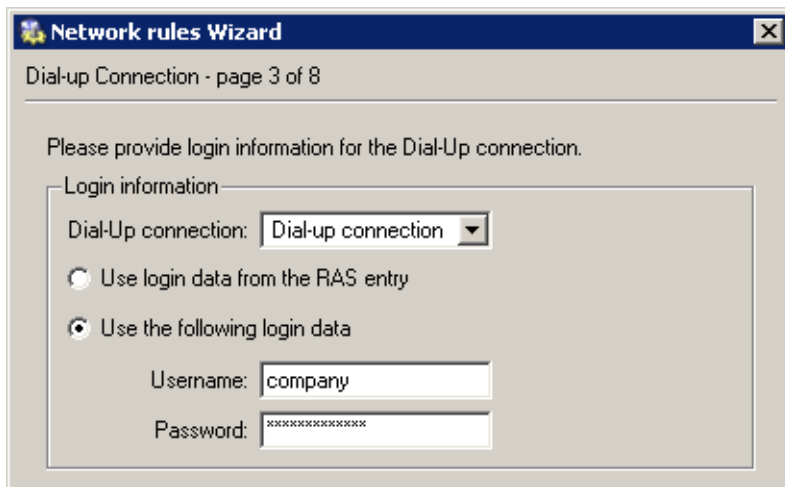 Network rules Wizard
Dial-up Connection - page 3 of 8
Please provide login information for the Dial-Up connection.
Login information
Dial-Up connection: Dial-up connection
Use login data from the RAS entry
Use the following login data
Username: company
Password: *************